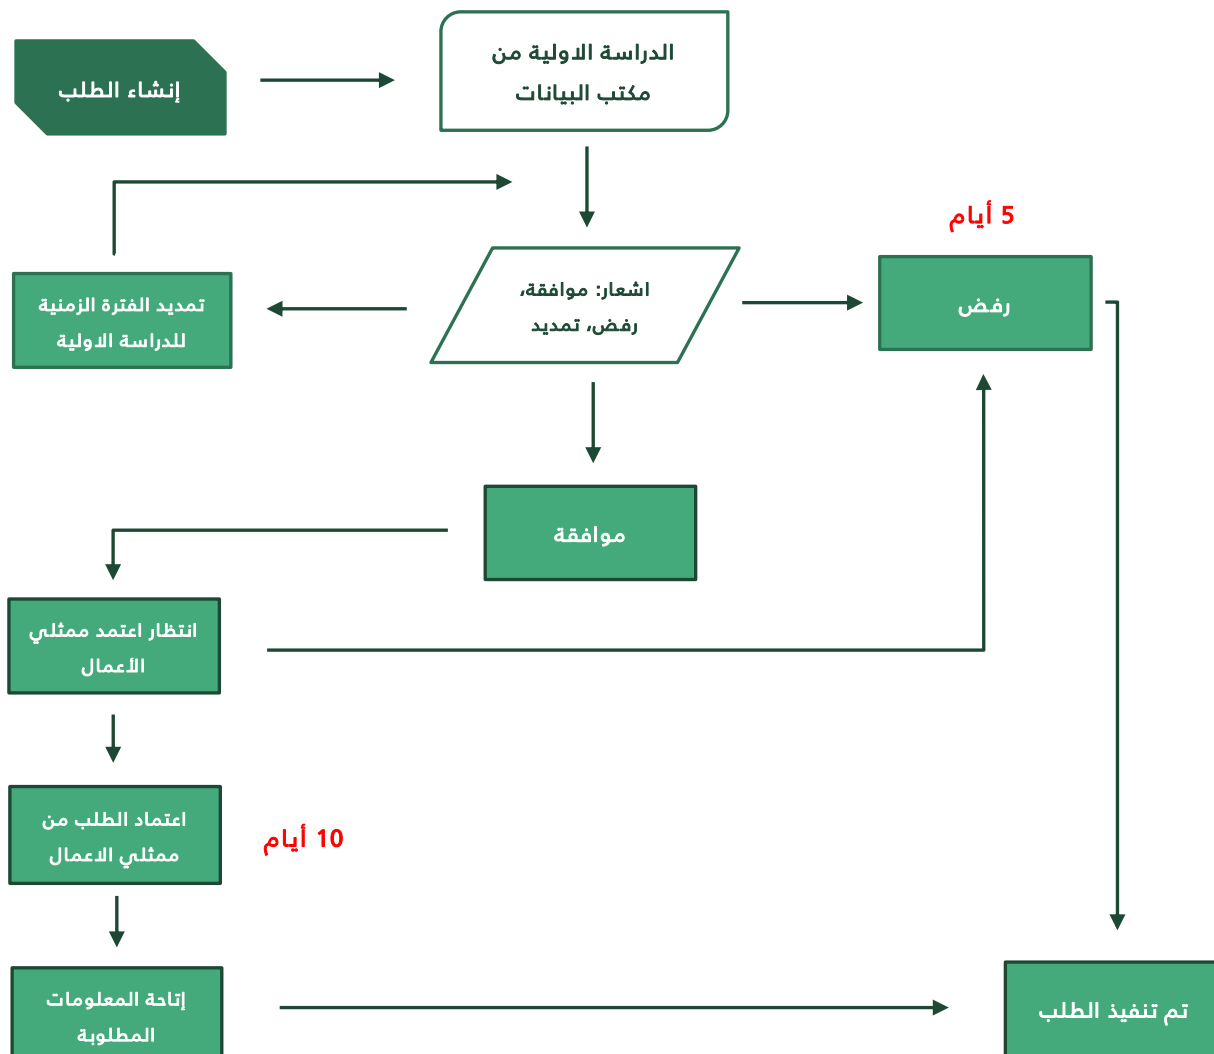 إنشاء الطلب
الدراسة الاولية من
مكتب البيانات
5 أيام
رفض
اشعار: موافقة،
رفض، تمديد
تمديد الفترة الزمنية
للدراسة الاولية
موافقة
انتظار اعتمد ممثلي
الأعمال
اعتماد الطلب من
ممثلي الاعمال
10 أيام
إتاحة المعلومات
المطلوبة
تم تنفيذ الطلب